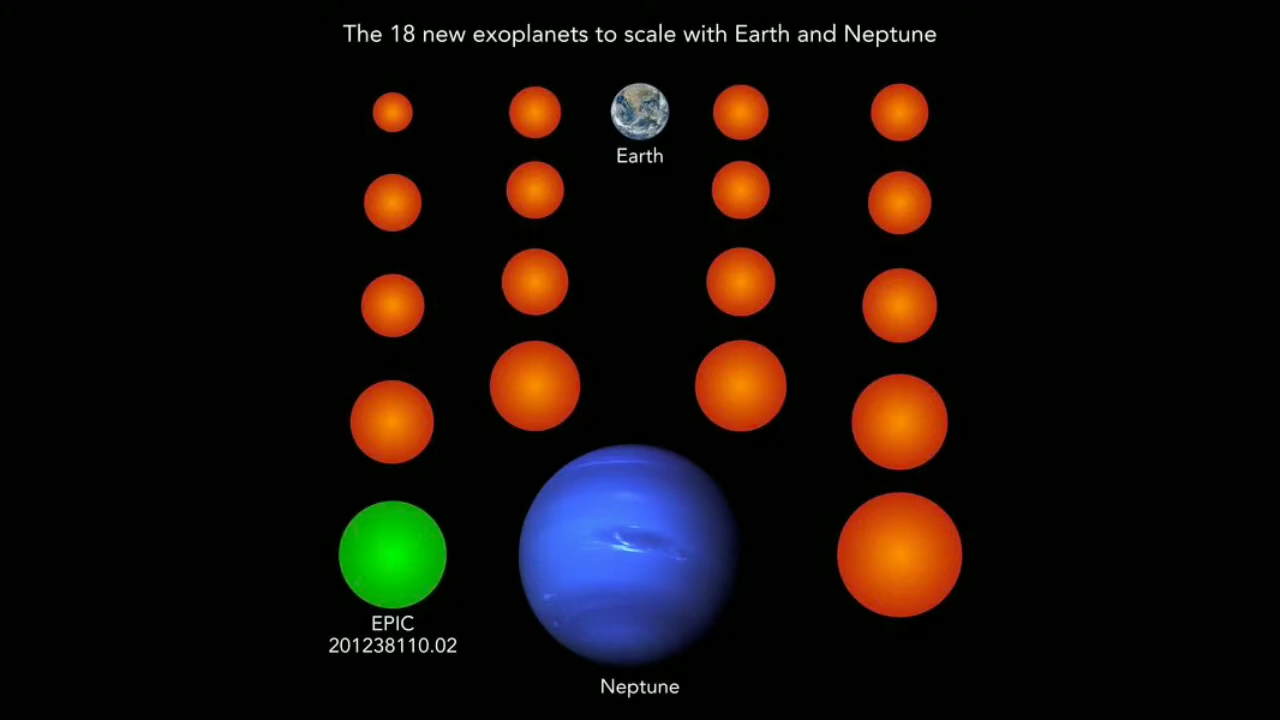 The 18 new exoplanets to scale with Earth and Neptune
Earth
EPIC
201238110.02
Neptune